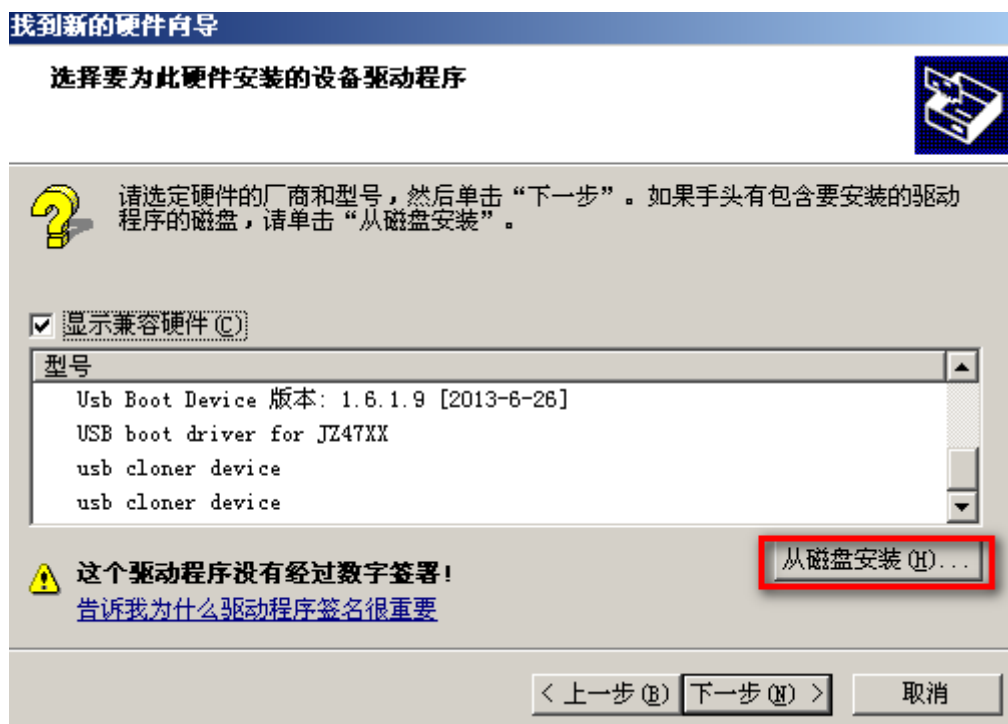 找到新的硬件向导
选择要为此硬件安装的设备驱动程序
请选定硬件的厂商和型号，然后单击“下一步”。如果手头有包含要安装的驱动
程序的磁盘，请单击“从磁盘安装”。
显示兼容硬件(C)
型号
Usb Boot Device 版本: 1.6.1.9 [2013-6-26]
USB boot driver for JZ47XX
usb cloner device
usb cloner device
从磁盘安装(H)...
这个驱动程序没有经过数字签署!
告诉我为什么驱动程序签名很重要
< 上一步(B) 下一步(N) > 取消